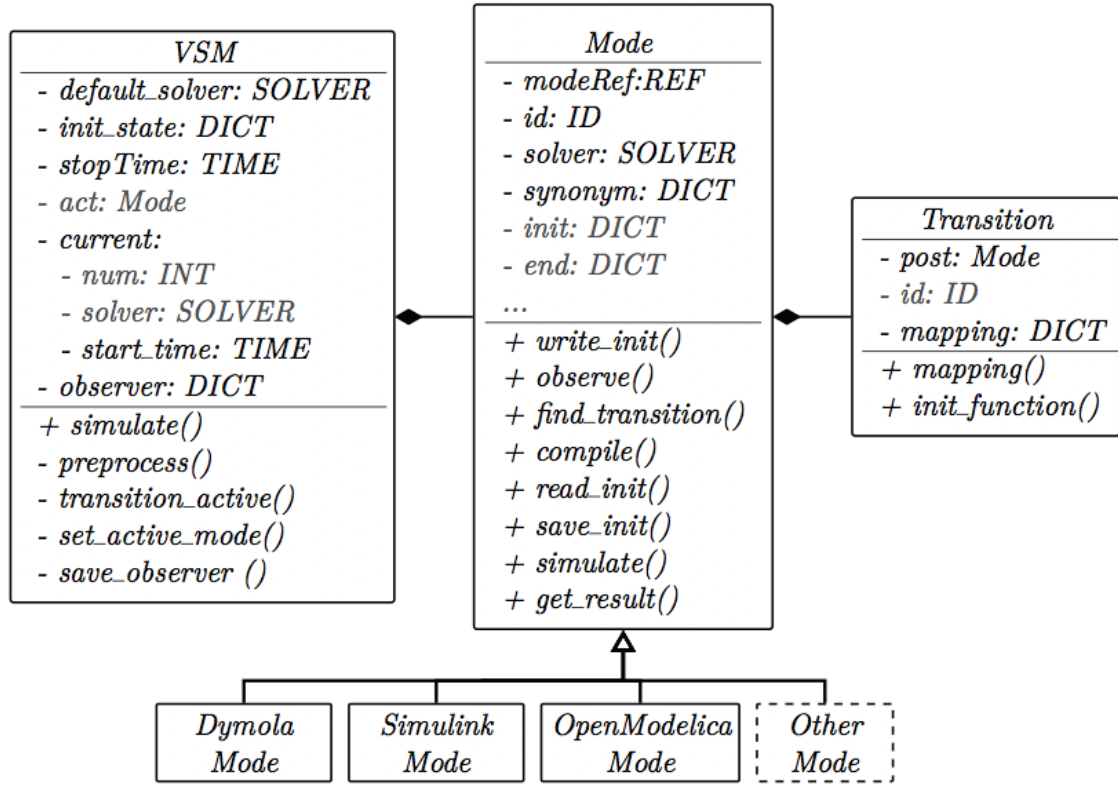 VSM
- default_solver: SOLVER
- init_state: DICT
- stopTime: TIME
- act: Mode
- current:
- num: INT
- solver: SOLVER
- start_time: TIME
- observer: DICT
+ simulate()
- preprocess()
- transition_active()
- set_active_mode()
- save_observer ()
Mode
- modeRef:REF
- id: ID
- solver: SOLVER
- synonym: DICT
- init: DICT
- end: DICT
...
+ write_init()
+ observe()
+ find_transition()
+ compile()
+ read_init()
+ save_init()
+ simulate()
+ get_result()
Transition
- post: Mode
- id: ID
- mapping: DICT
+ mapping()
+ init_function()
Dymola
Mode
Simulink
Mode
OpenModelica
Mode
Other
Mode